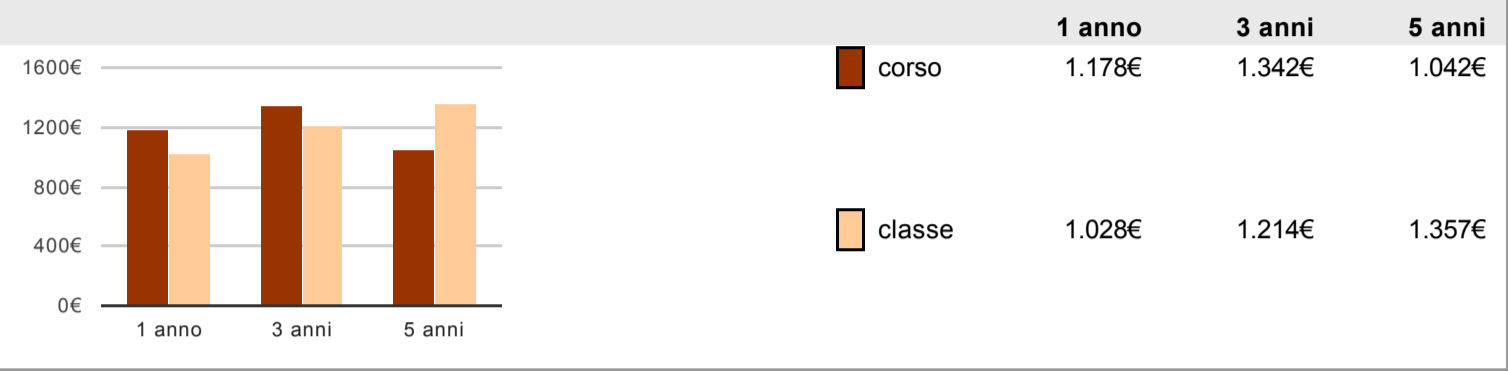 1 anno 3 anni 5 anni
1600€
1200€
800€
400€
0€
1 anno 3 anni 5 anni
corso 1.178€ 1.342€ 1.042€
classe 1.028€ 1.214€ 1.357€